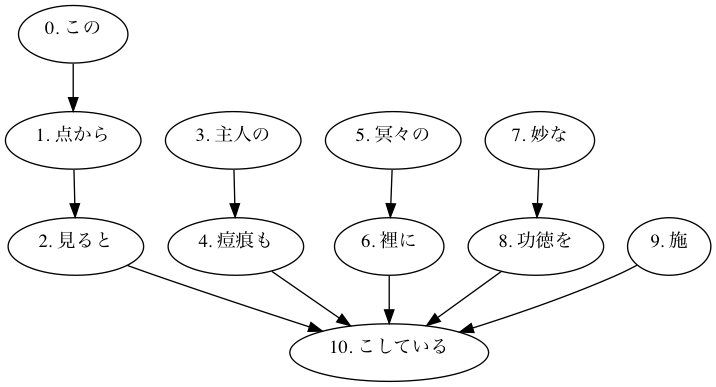 0. この
1. 点から
3. 主人の
5. 冥々の
7. 妙な
2. 見ると
4. 痘痕も
6. 裡に
8. 功徳を
9. 施
10. こしている